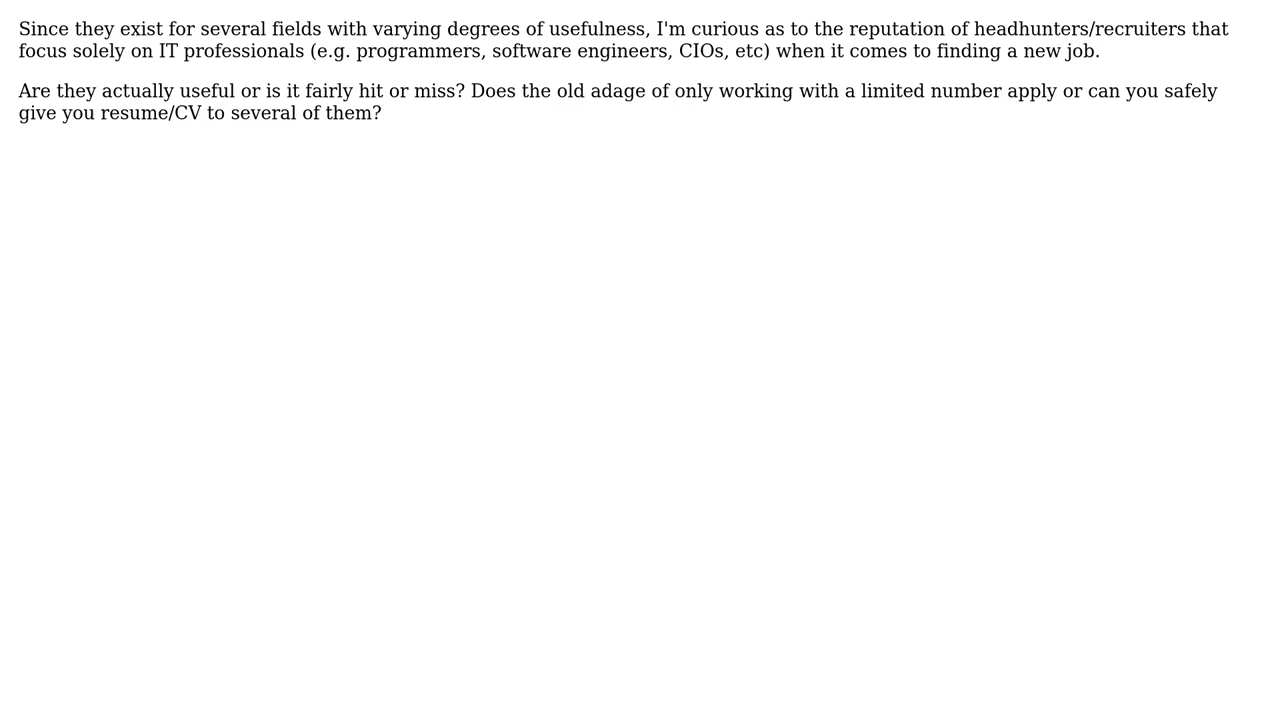 Since they exist for several fields with varying degrees of usefulness, I'm curious as to the reputation of headhunters/recruiters that
focus solely on IT professionals (e.g. programmers, software engineers, CIOs, etc) when it comes to finding a new job.
Are they actually useful or is it fairly hit or miss? Does the old adage of only working with a limited number apply or can you safely
give you resume/CV to several of them?